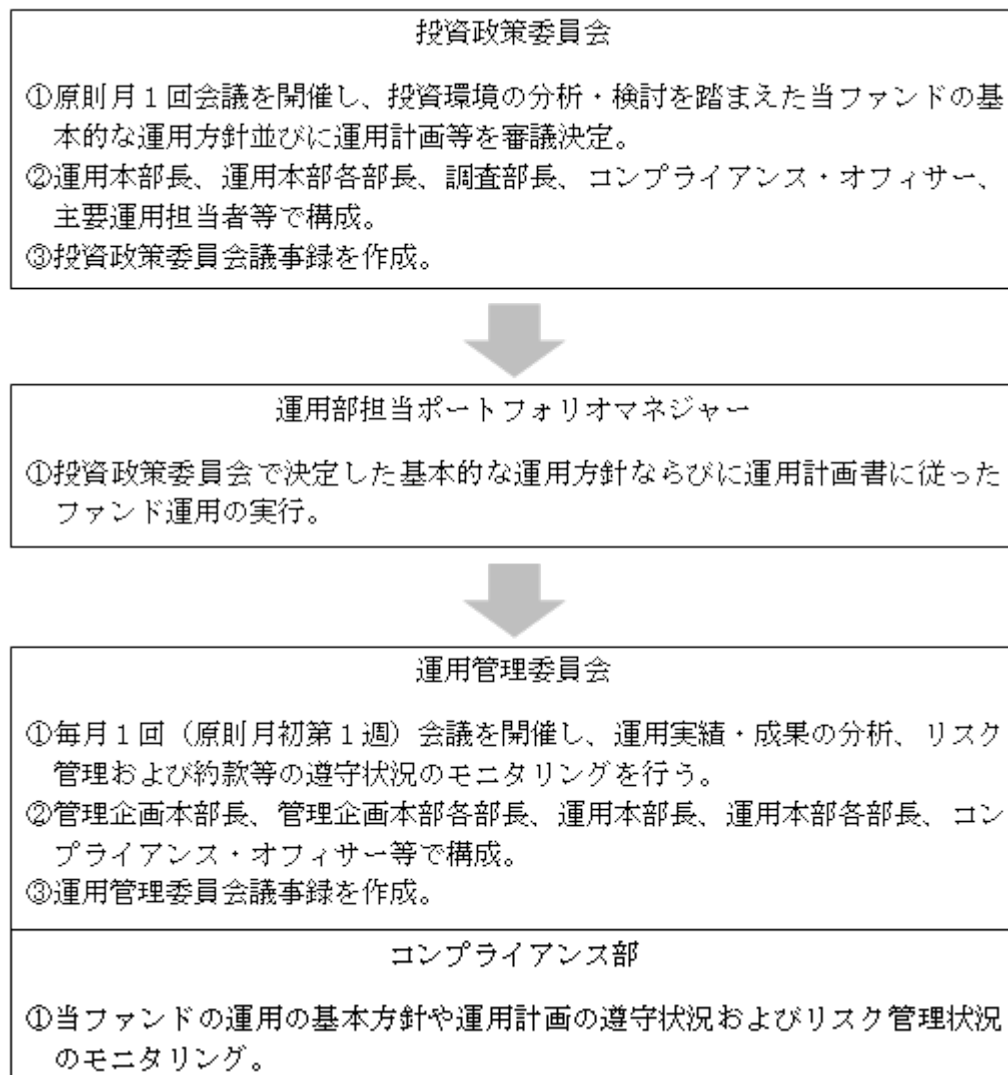 投資政策委員会
①原則月１回会議を開催し、投資環境の分析・検討を踏まえた当ファンドの基
本的な運用方針並びに運用計画等を審議決定。
②運用本部長、運用本部各部長、調査部長、コンプライアンス・オフィサー、
主要運用担当者等で構成。
③投資政策委員会議事録を作成。
運用部担当ポートフォリオマネジャー
①投資政策委員会で決定した基本的な運用方針ならびに運用計画書に従った
ファンド運用の実行。
運用管理委員会
①毎月１回（原則月初第１週）会議を開催し、運用実績・成果の分析、リスク
管理および約款等の遵守状況のモニタリングを行う。
②管理企画本部長、管理企画本部各部長、運用本部長、運用本部各部長、コン
プライアンス・オフィサー等で構成。
③運用管理委員会議事録を作成。
コンプライアンス部
①当ファンドの運用の基本方針や運用計画の遵守状況およびリスク管理状況
のモニタリング。